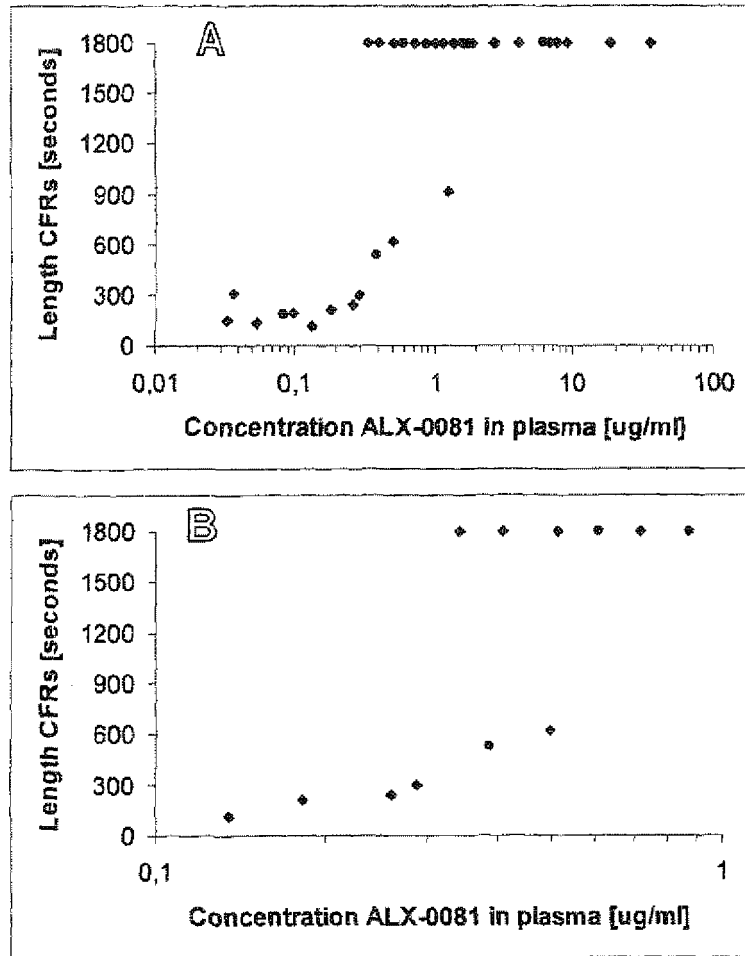 A
1800
1500
1200
900
600
300
0
Length CFRs [seconds]
0,01 0,1 1 10 100
Concentration ALX-0081 in plasma [ug/ml]
B
1800
1500
1200
900
600
300
0
Length CFRs [seconds]
0,1 1
Concentration ALX-0081 in plasma [ug/ml]